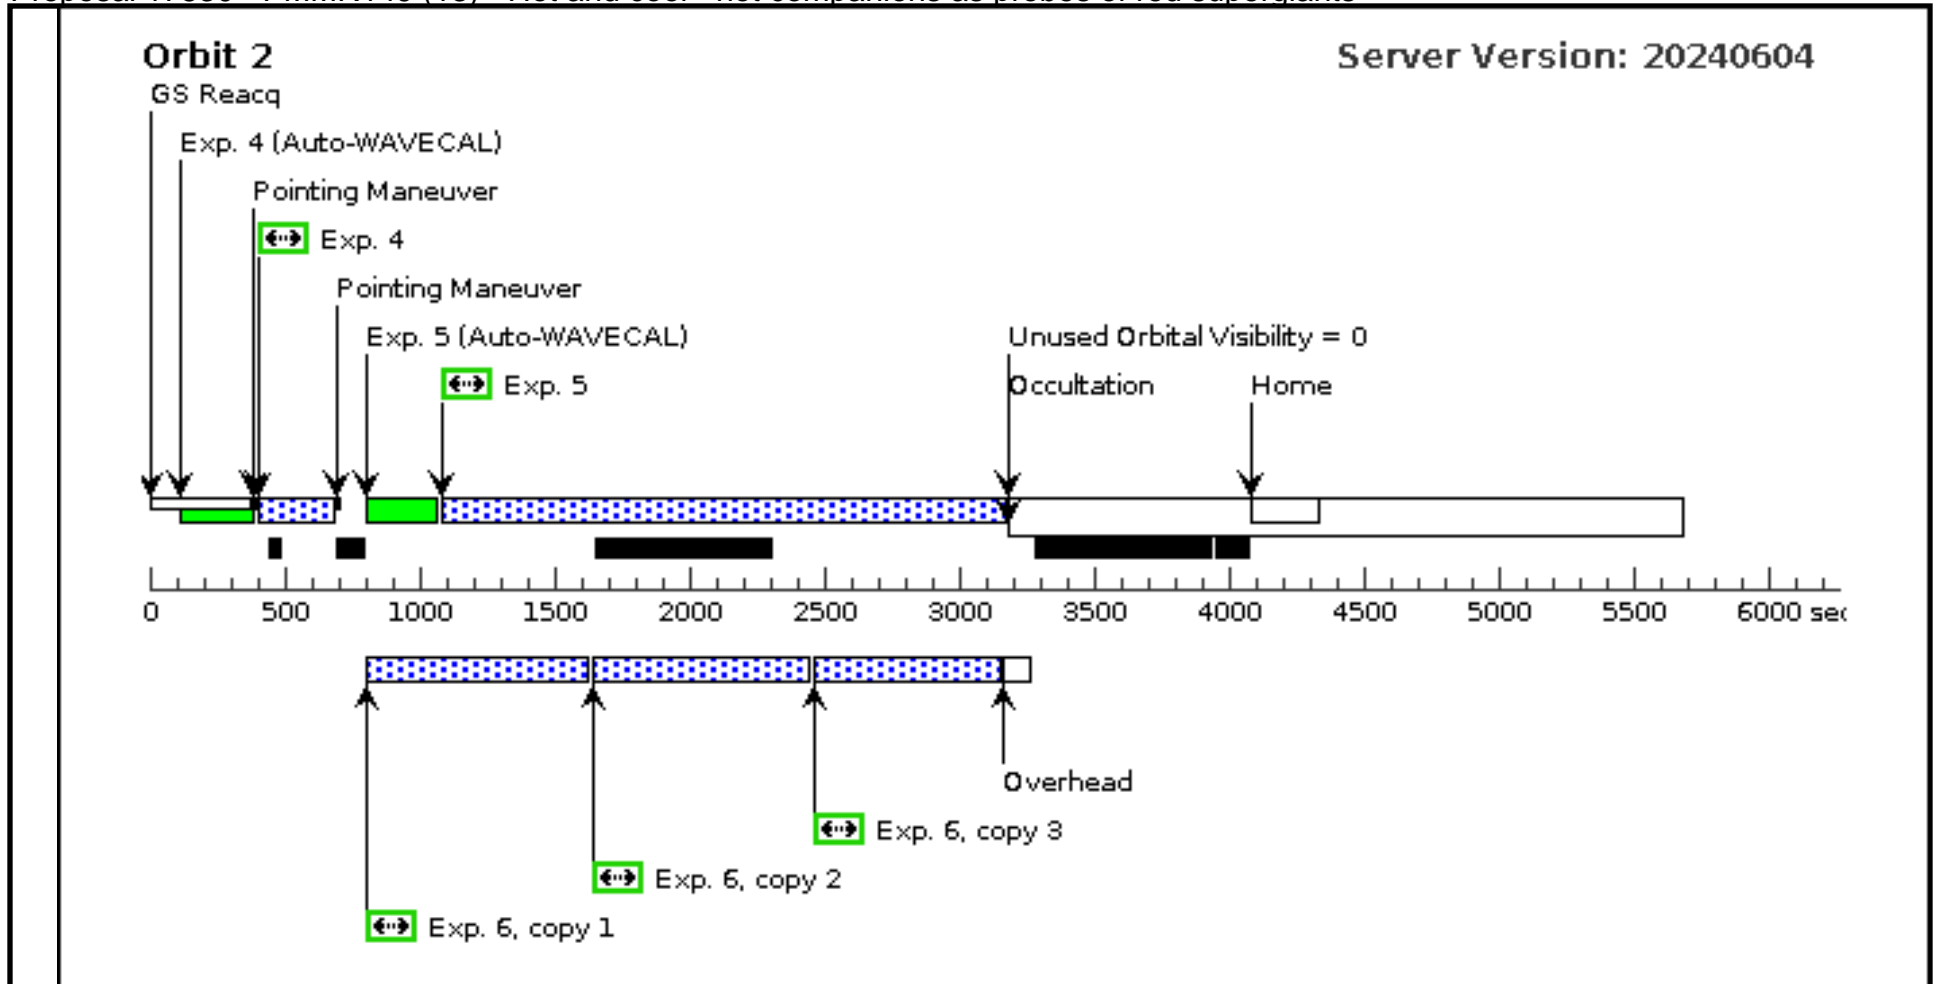 Orbit 2
Server Version: 20240604
GS Reacq
Exp. 4 (Auto-WAVECAL)
Pointing Maneuver
Exp. 4
Pointing Maneuver
Exp. 5 (Auto-WAVECAL)
Unused Orbital Visibility = 0
Exp. 5
Occultation
Home
0 500 1000 1500 2000 2500 3000 3500 4000 4500 5000 5500 6000 sec
Overhead
Exp. 6, copy 3
Exp. 6, copy 2
Exp. 6, copy 1